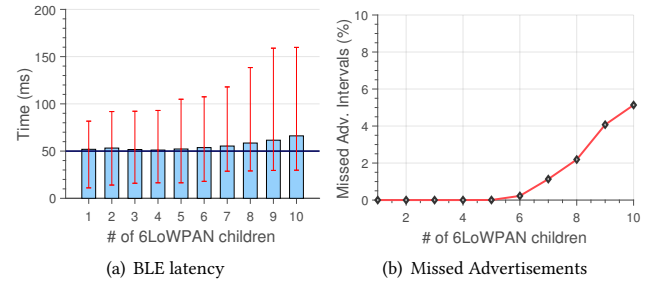 Time (ms)
200
150
100
50
0
1 2 3 4 5 6 7 8 9 10
# of 6LoWPAN children
(a) BLE latency
Missed Adv. Intervals (%)
10
8
6
4
2
0
2 4 6 8 10
# of 6LoWPAN children
(b) Missed Advertisements